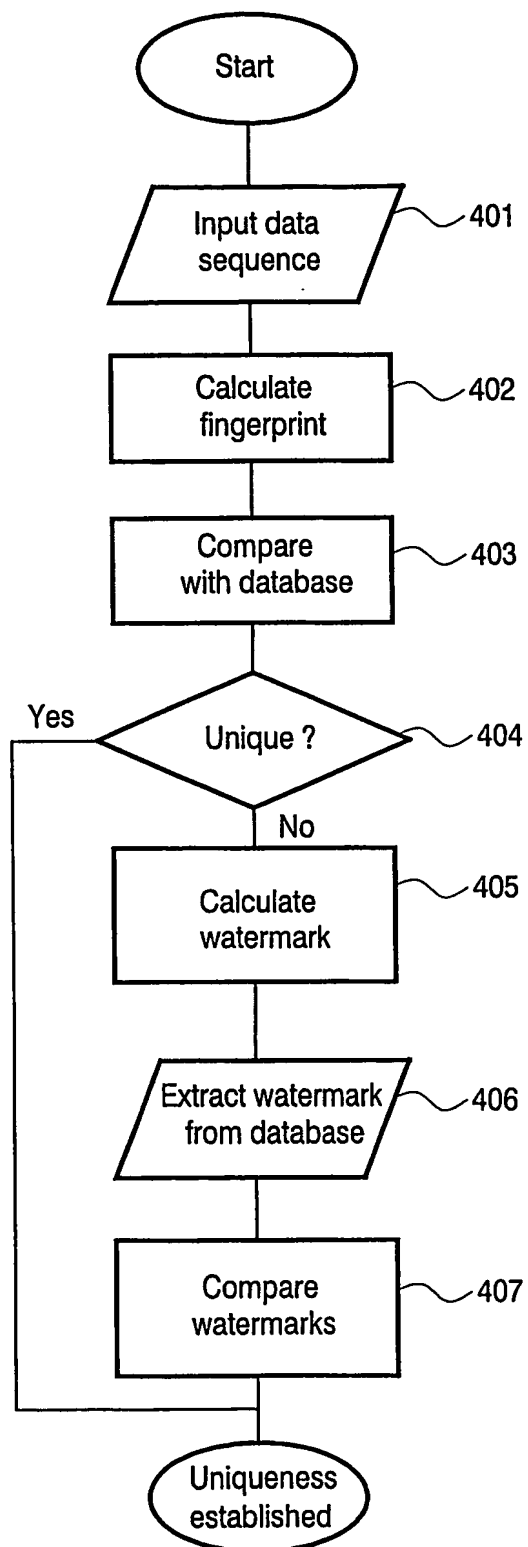 Start
Input data
sequence
401
Calculate
fingerprint
402
Compare
with database
403
Yes
Unique ?
404
No
Calculate
watermark
405
Extract watermark
from database
406
Compare
watermarks
407
Uniqueness
established